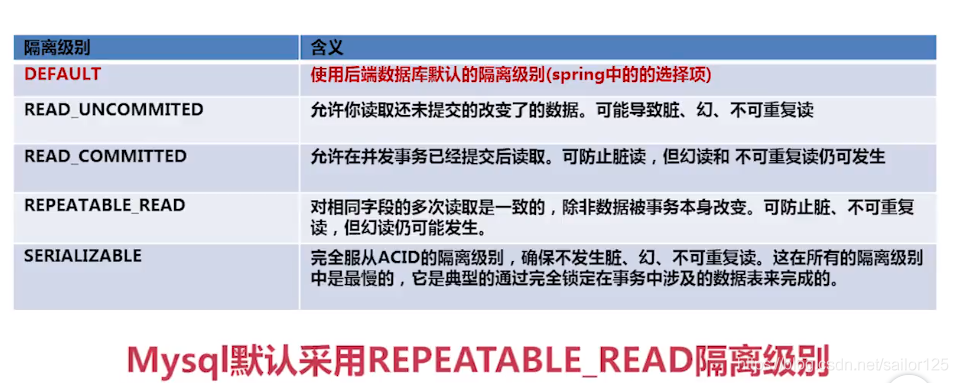 隔离级别 含义
DEFAULT 使用后端数据库默认的隔离级别(spring中的的选择项)
READ_UNCOMMITED 允许你读取还未提交的改变了的数据。可能导致脏、幻、不可重复读
READ_COMMITTED 允许在并发事务已经提交后读取。可防止脏读，但幻读和 不可重复读仍可发生
REPEATABLE_READ 对相同字段的多次读取是一致的，除非数据被事务本身改变。可防止脏、不可重复
读，但幻读仍可能发生。
SERIALIZABLE 完全服从ACID的隔离级别，确保不发生脏、幻、不可重复读。这在所有的隔离级别
中是最慢的，它是典型的通过完全锁定在事务中涉及的数据表来完成的。
Mysql默认采用REPEATABLE_READ隔离级别
csdn.net/sailor125